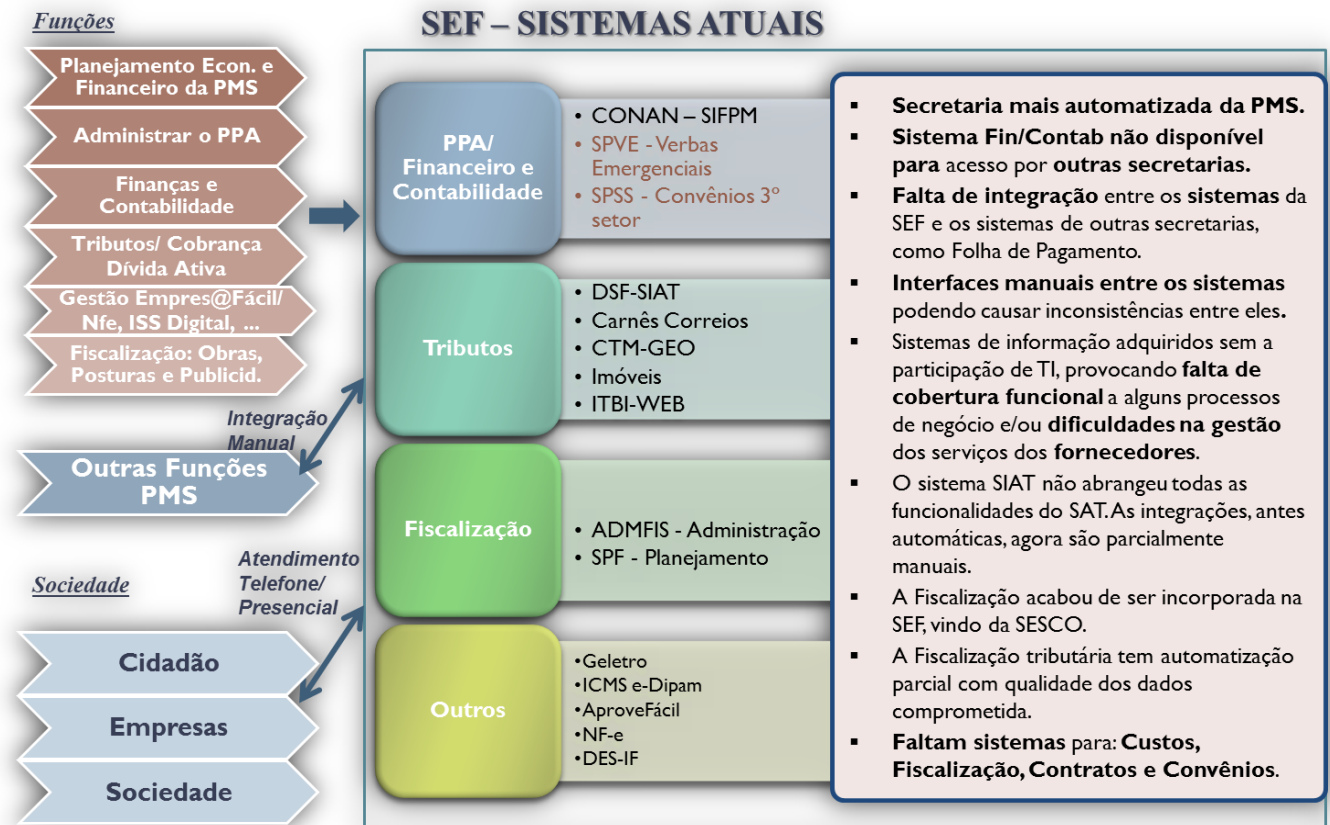 Funções
SEF – SISTEMAS ATUAIS
Planejamento Econ. e
Financeiro da PMS
Administrar o PPA
Finanças e
Contabilidade
Tributos/ Cobrança
Dívida Ativa
Gestão Empres@Fácil/
Nfe, ISS Digital, ...
Fiscalização: Obras,
Posturas e Publicid.
Integração
Manual
Outras Funções
PMS
Atendimento
Telefone/
Presencial
Sociedade
Cidadão
Empresas
Sociedade
PPA/
Financeiro e
Contabilidade
• CONAN – SIFPM
• SPVE - Verbas
Emergenciais
• SPSS - Convênios 3º
setor
Tributos
• DSF-SIAT
• Carnês Correios
• CTM-GEO
• Imóveis
• ITBI-WEB
Fiscalização
• ADMFIS - Administração
• SPF - Planejamento
Outros
•Geletro
•ICMS e-Dipam
•AproveFácil
•NF-e
•DES-IF
▪ Secretaria mais automatizada da PMS.
▪ Sistema Fin/Contab não disponível
para acesso por outras secretarias.
▪ Falta de integração entre os sistemas da
SEF e os sistemas de outras secretarias,
como Folha de Pagamento.
▪ Interfaces manuais entre os sistemas
podendo causar inconsistências entre eles.
▪ Sistemas de informação adquiridos sem a
participação de TI, provocando falta de
cobertura funcional a alguns processos
de negócio e/ou dificuldades na gestão
dos serviços dos fornecedores.
▪ O sistema SIAT não abrangeu todas as
funcionalidades do SAT. As integrações, antes
automáticas, agora são parcialmente
manuais.
▪ A Fiscalização acabou de ser incorporada na
SEF, vindo da SESCO.
▪ A Fiscalização tributária tem automatização
parcial com qualidade dos dados
comprometida.
▪ Faltam sistemas para: Custos,
Fiscalização, Contratos e Convênios.